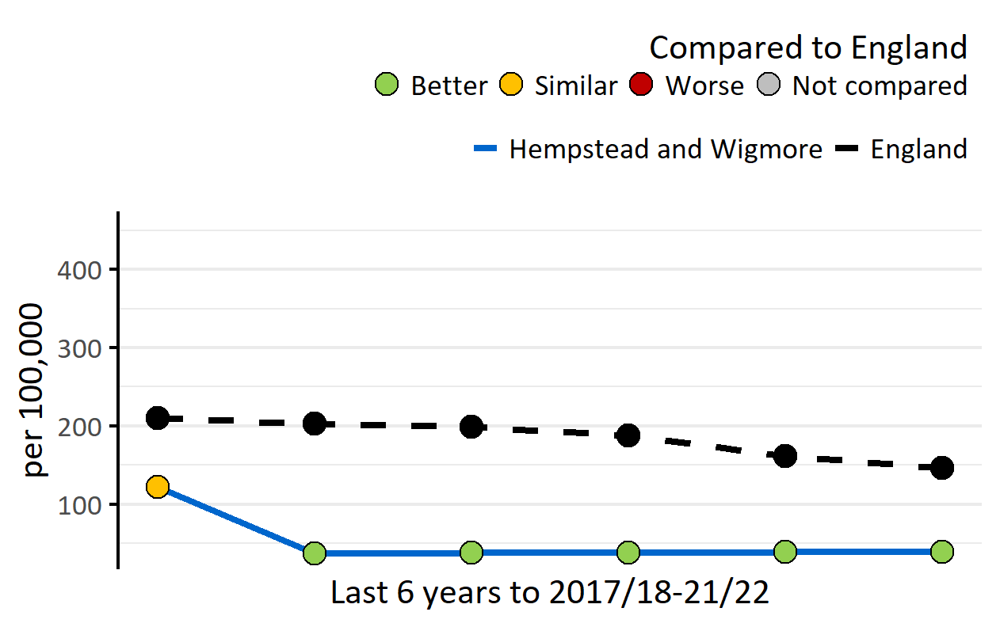 Compared to England
Better Similar Worse Not compared
Hempstead and Wigmore England
400
300
200
100
per 100,000
Last 6 years to 2017/18-21/22